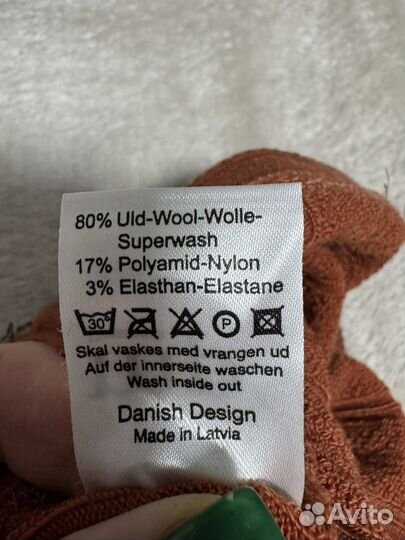 80% Uld-Wool-Wolle-
Superwash
17% Polyamid-Nylon
3% Elasthan-Elastane
30° P
Skal vaskes med vrangen ud
Auf der innerseite waschen
Wash inside out
Danish Design
Made in Latvia
Avito